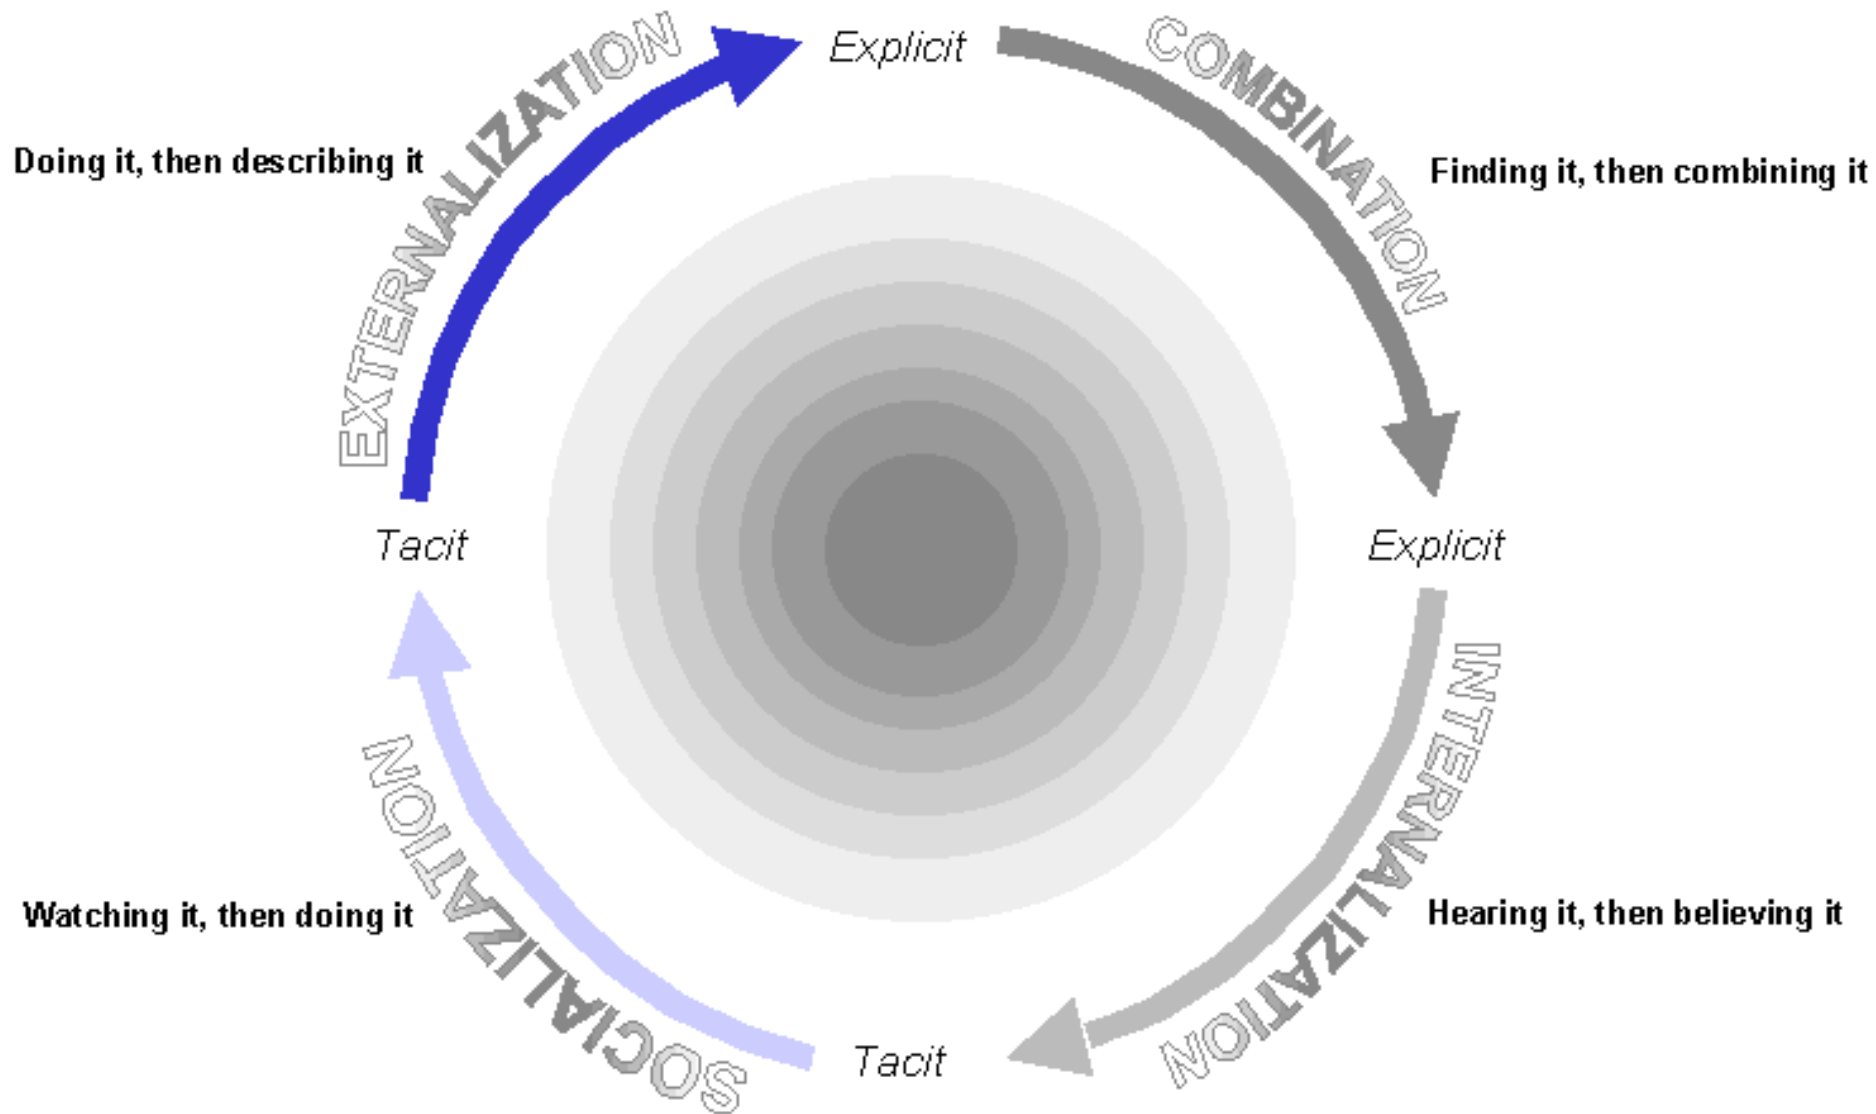 Explicit
EXTERNALIZATION
COMBINATION
Doing it, then describing it
Finding it, then combining it
Tacit
Explicit
SOCIALIZATION
INTERNALIZATION
Watching it, then doing it
Hearing it, then believing it
Tacit